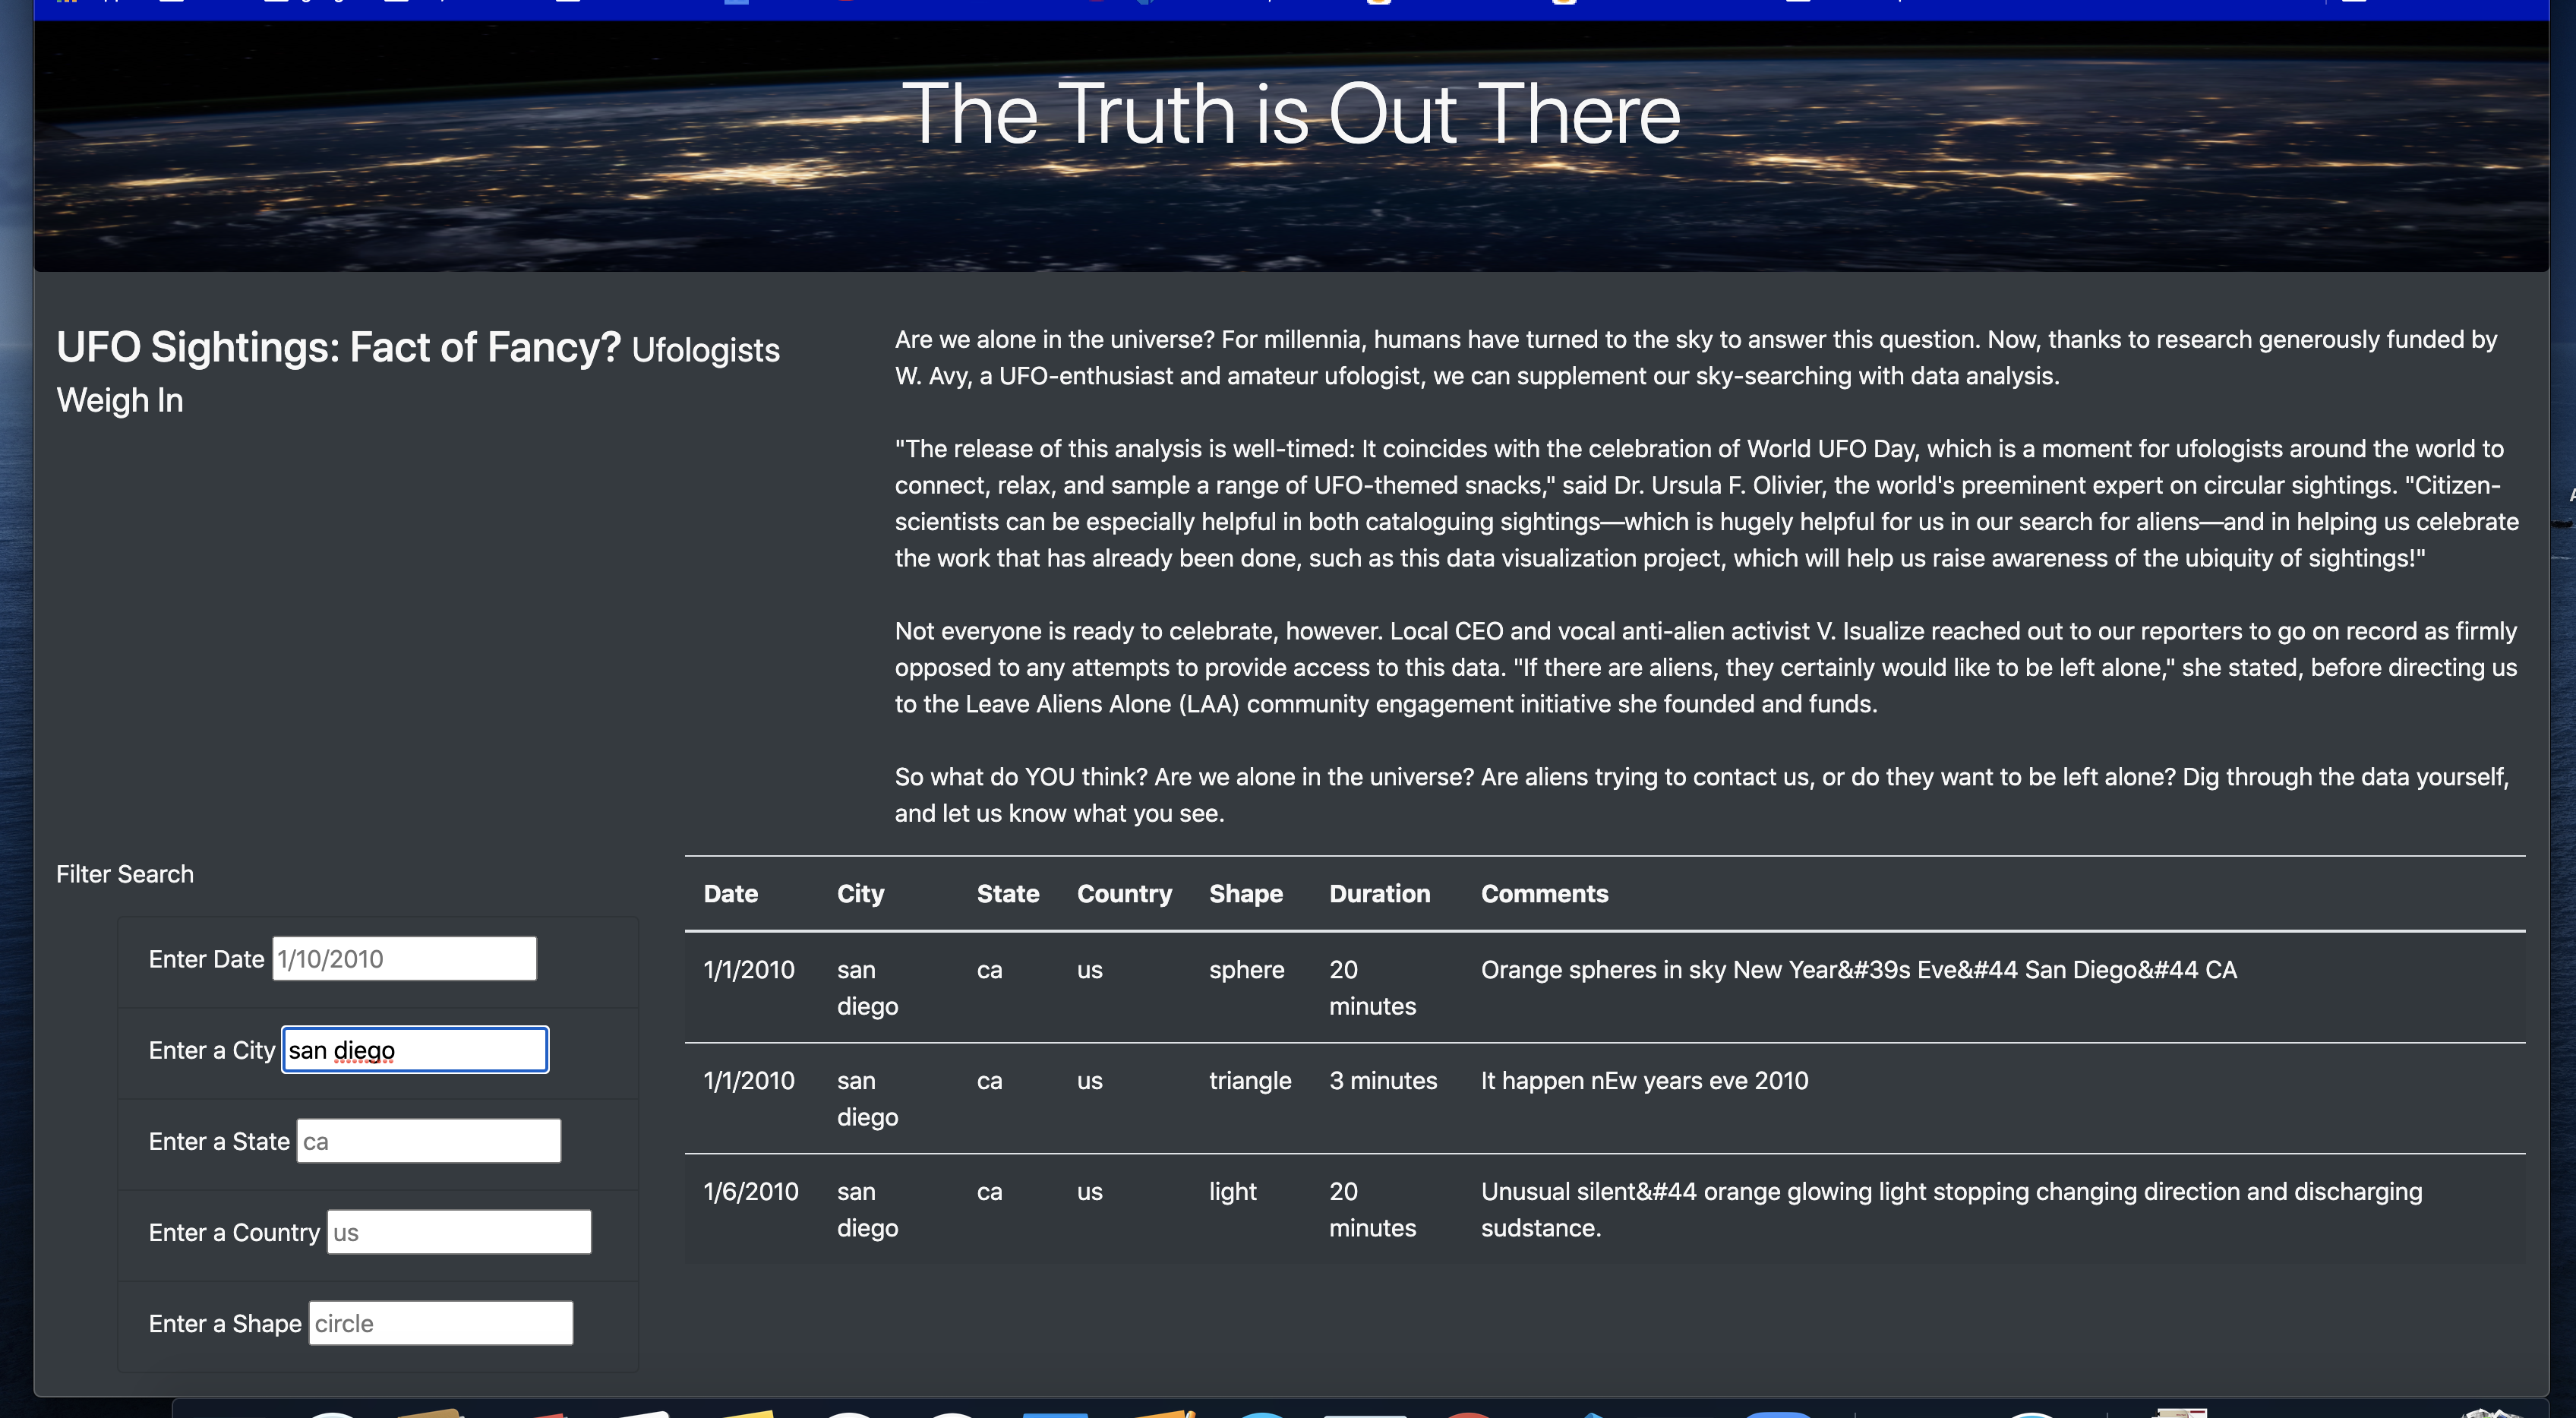 The Truth is Out There
UFO Sightings: Fact of Fancy? Ufologists
Weigh In
Are we alone in the universe? For millennia, humans have turned to the sky to answer this question. Now, thanks to research generously funded by
W. Avy, a UFO-enthusiast and amateur ufologist, we can supplement our sky-searching with data analysis.
"The release of this analysis is well-timed: It coincides with the celebration of World UFO Day, which is a moment for ufologists around the world to
connect, relax, and sample a range of UFO-themed snacks," said Dr. Ursula F. Olivier, the world's preeminent expert on circular sightings. "Citizen-
scientists can be especially helpful in both cataloguing sightings—which is hugely helpful for us in our search for aliens—and in helping us celebrate
the work that has already been done, such as this data visualization project, which will help us raise awareness of the ubiquity of sightings!"
Not everyone is ready to celebrate, however. Local CEO and vocal anti-alien activist V. Isualize reached out to our reporters to go on record as firmly
opposed to any attempts to provide access to this data. "If there are aliens, they certainly would like to be left alone," she stated, before directing us
to the Leave Aliens Alone (LAA) community engagement initiative she founded and funds.
So what do YOU think? Are we alone in the universe? Are aliens trying to contact us, or do they want to be left alone? Dig through the data yourself,
and let us know what you see.
Filter Search
Enter Date 1/10/2010
Enter a City san diego
Enter a State ca
Enter a Country us
Enter a Shape circle
Date City State Country Shape Duration Comments
1/1/2010 san ca us sphere 20 Orange spheres in sky New Year&#39s Eve&#44 San Diego&#44 CA
diego minutes
1/1/2010 san ca us triangle 3 minutes It happen nEw years eve 2010
diego
1/6/2010 san ca us light 20 Unusual silent&#44 orange glowing light stopping changing direction and discharging
diego minutes sudstance.